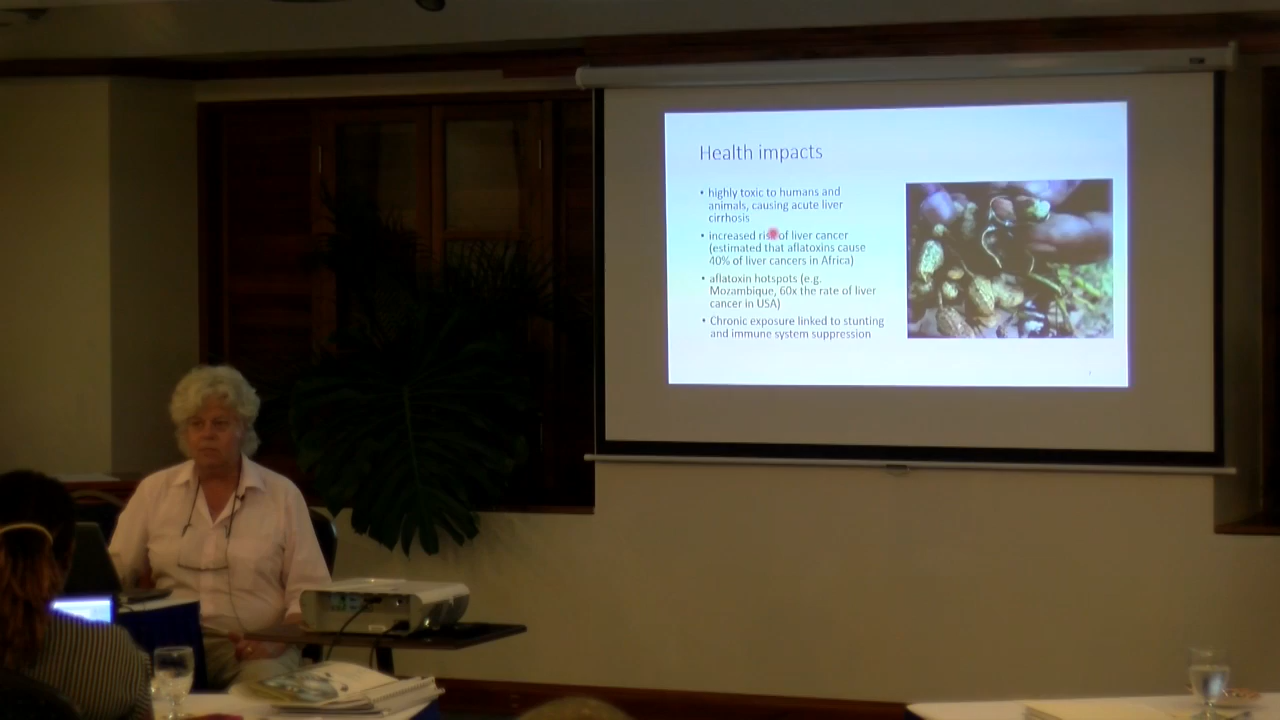 Health impacts
• highly toxic to humans and
animals, causing acute liver
cirrhosis
• increased risk of liver cancer
(estimated that aflatoxins cause
40% of liver cancers in Africa)
• aflatoxin hotspots (e.g.
Mozambique, 60x the rate of liver
cancer in USA)
• Chronic exposure linked to stunting
and immune system suppression